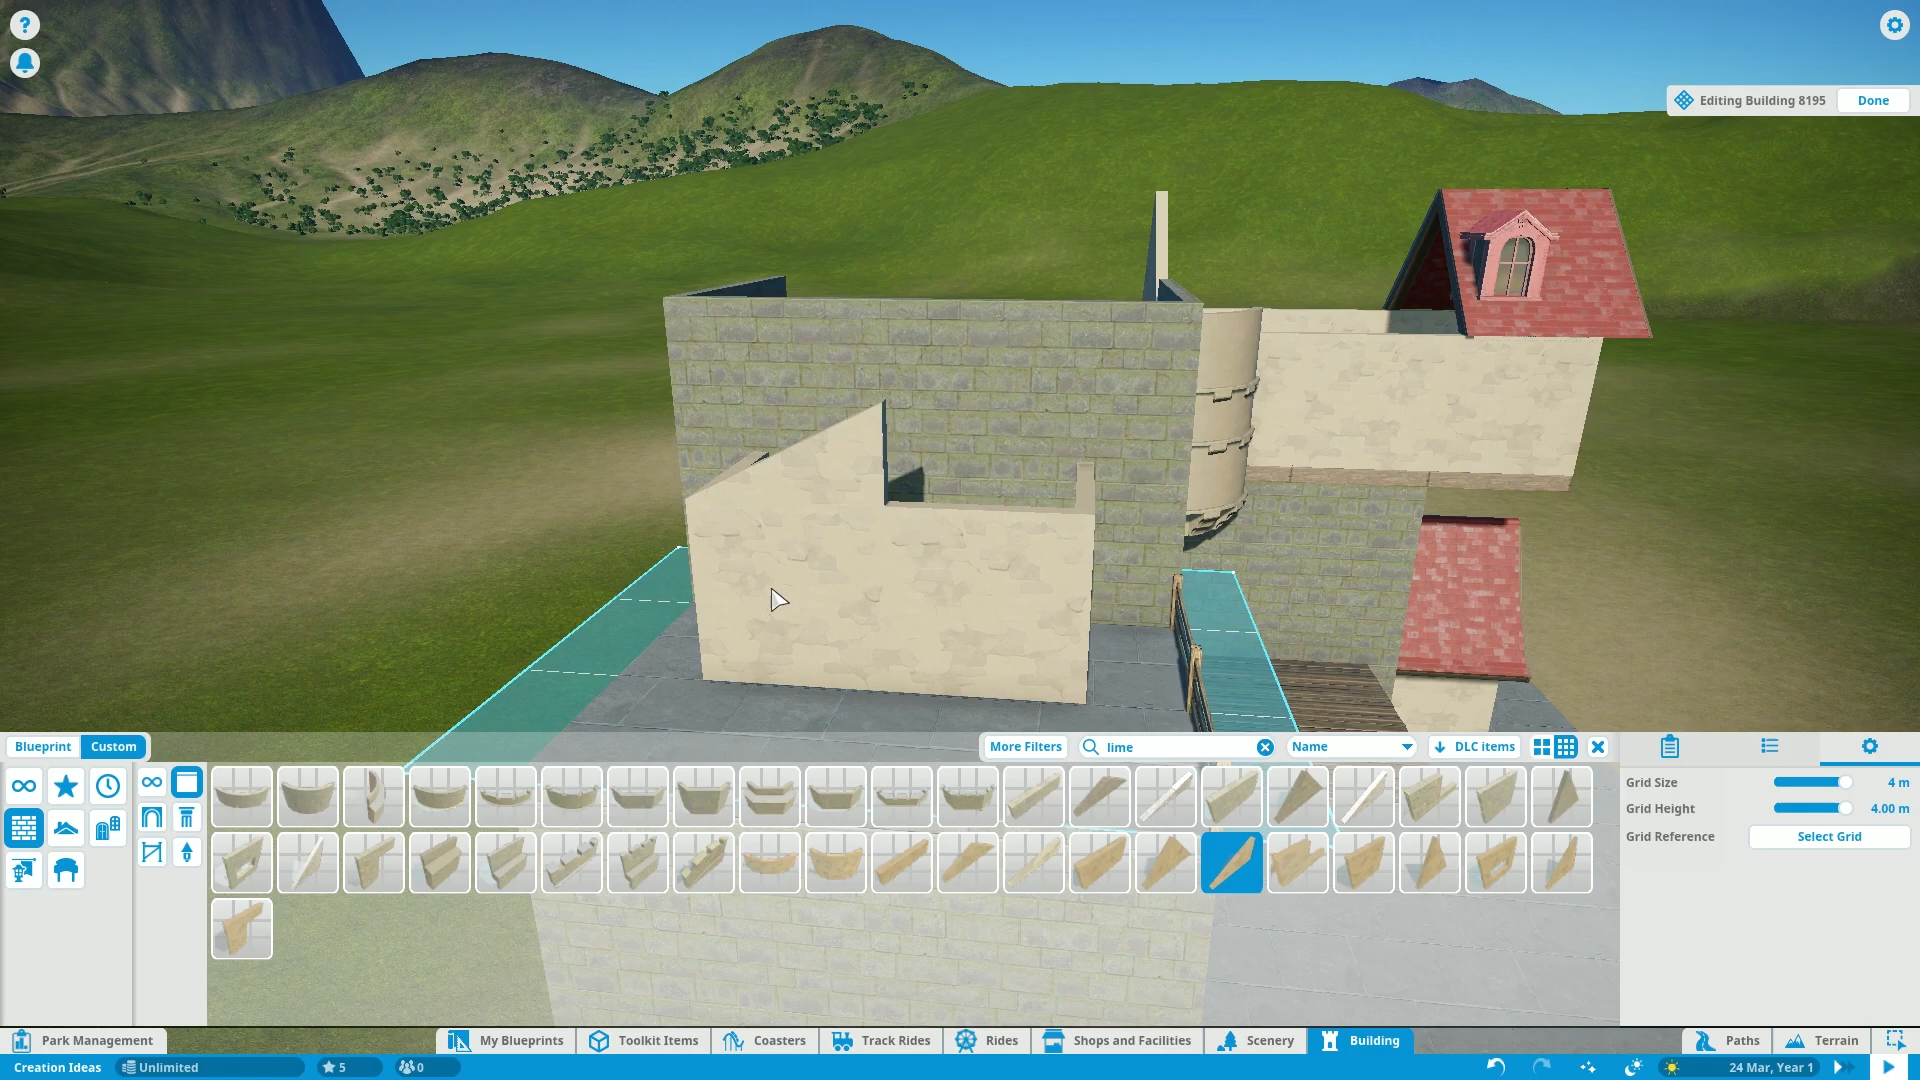 ?
Editing Building 8195
Done
Blueprint
Custom
More Filters
lime
Name
DLC items
Grid Size
4 m
Grid Height
4.00 m
Grid Reference
Select Grid
Park Management
My Blueprints
Toolkit Items
Coasters
Track Rides
Rides
Shops and Facilities
Scenery
Building
Paths
Terrain
Creation Ideas
Unlimited
5
0
24 Mar, Year 1